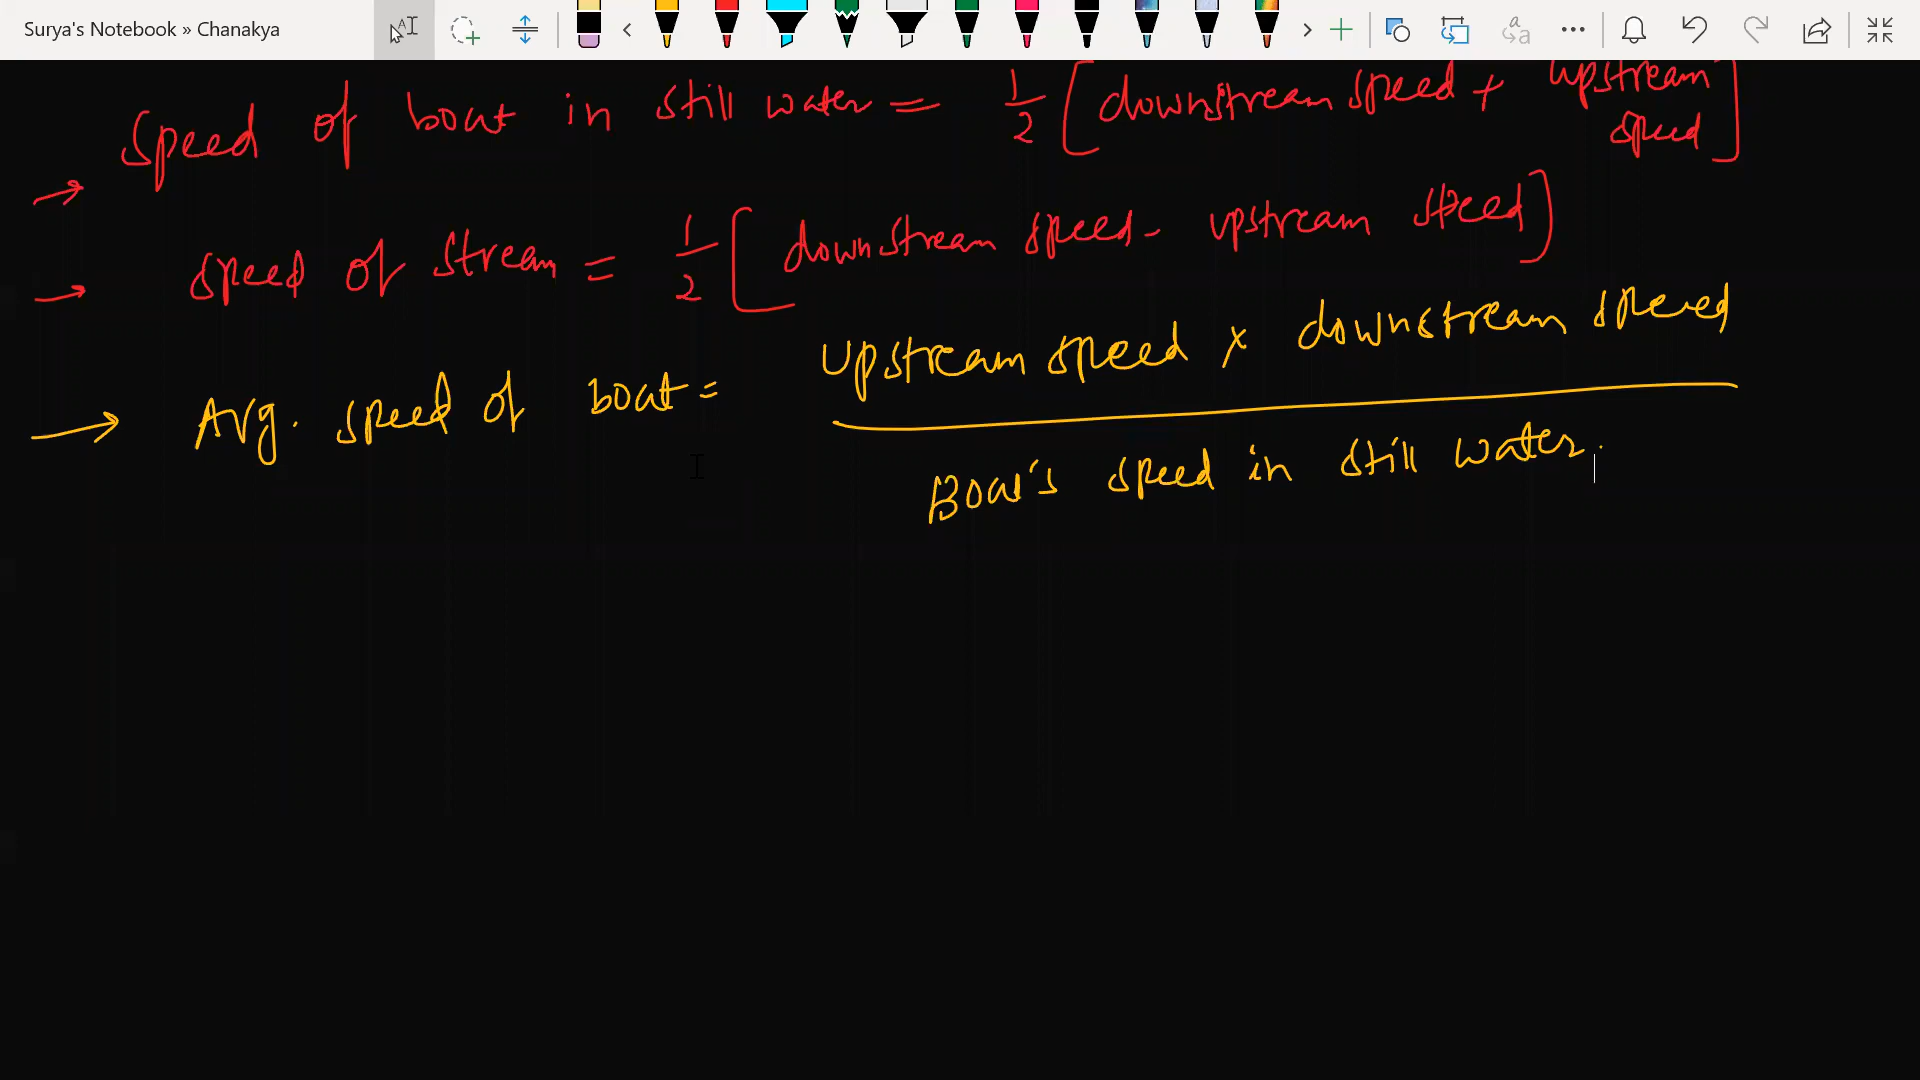 Surya's Notebook » Chanakya
Speed of boat in still water = 1/2 [downstream speed + upstream speed]
→ Speed of stream = 1/2 [downstream speed - upstream speed]
→ Avg. speed of boat = Upstream speed x downstream speed
Boat's speed in still water.